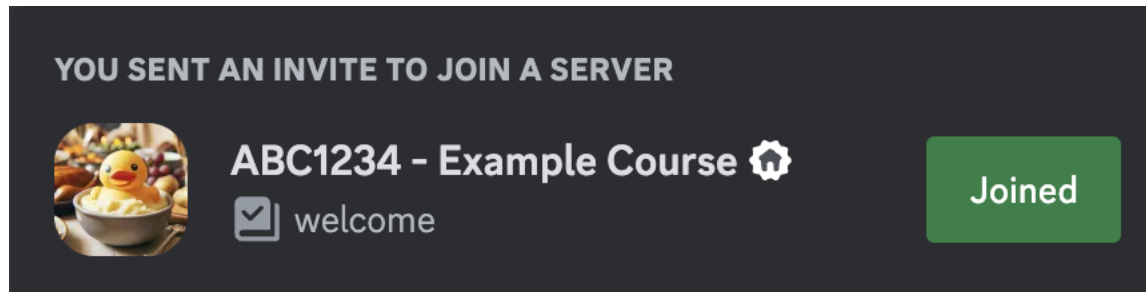 YOU SENT AN INVITE TO JOIN A SERVER
ABC1234 - Example Course
welcome
Joined